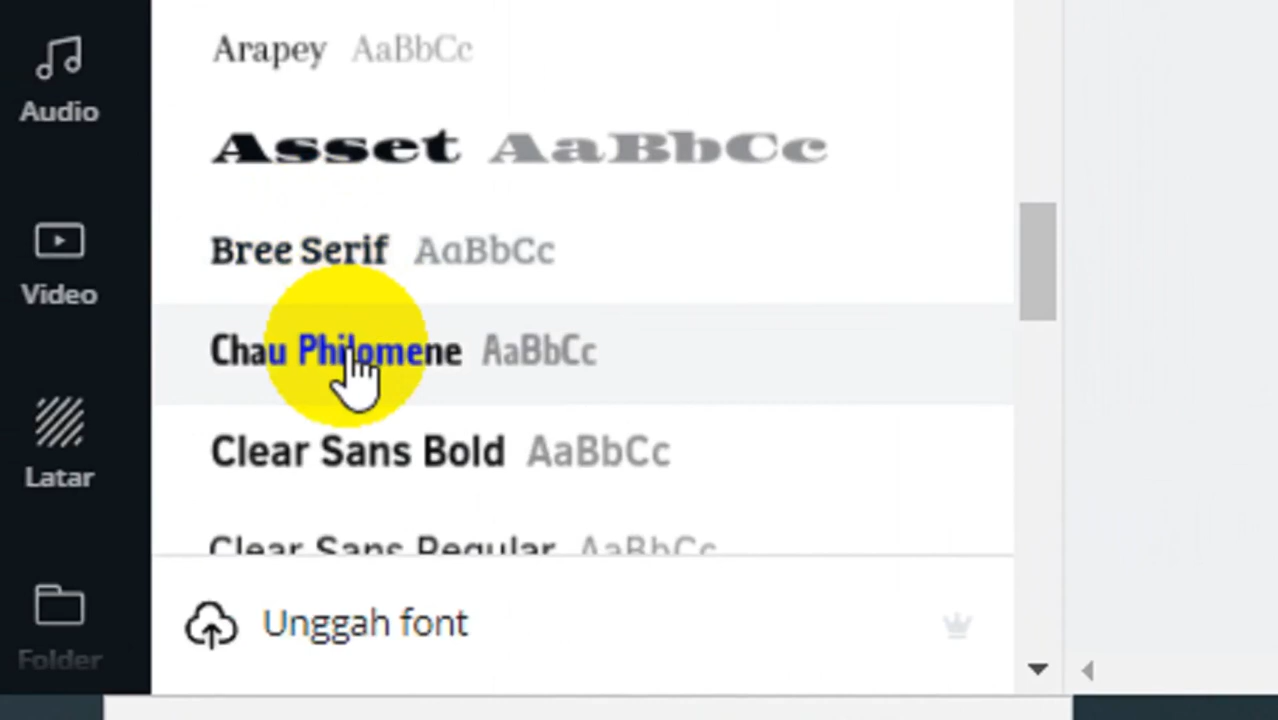 Audio
Video
Latar
Folder
Arapey AaBbCc
Asset AaBbCc
Bree Serif AaBbCc
Chau Philomene AaBbCc
Clear Sans Bold AaBbCc
Clear Sans Regular AaBbCc
Unggah font